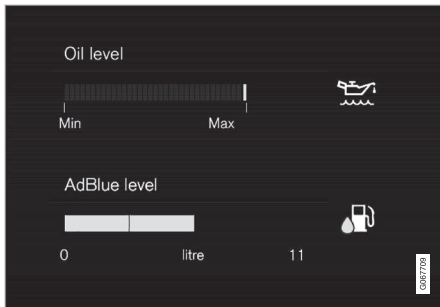 Oil level
Min Max
AdBlue level
0 litre 11
G067709